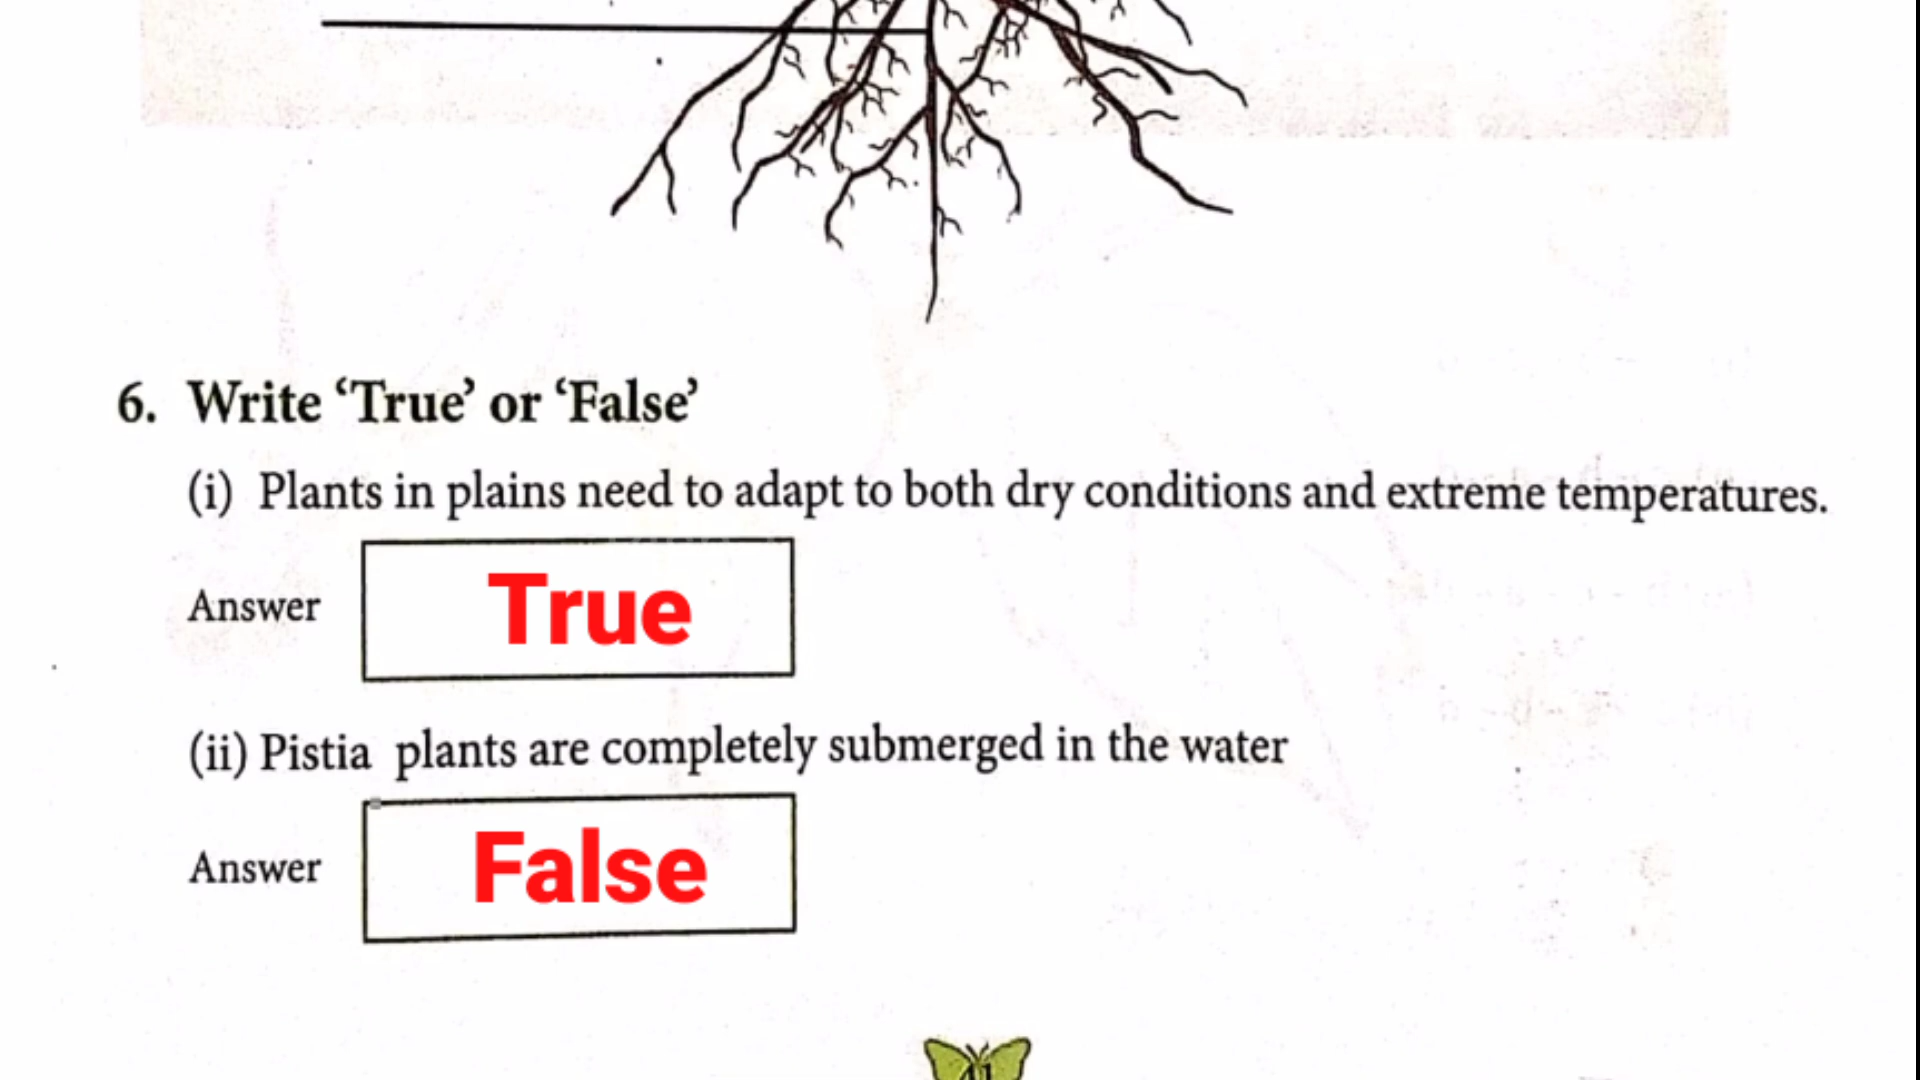 6. Write ‘True’ or ‘False’
(i) Plants in plains need to adapt to both dry conditions and extreme temperatures.
Answer True
(ii) Pistia plants are completely submerged in the water
Answer False
41